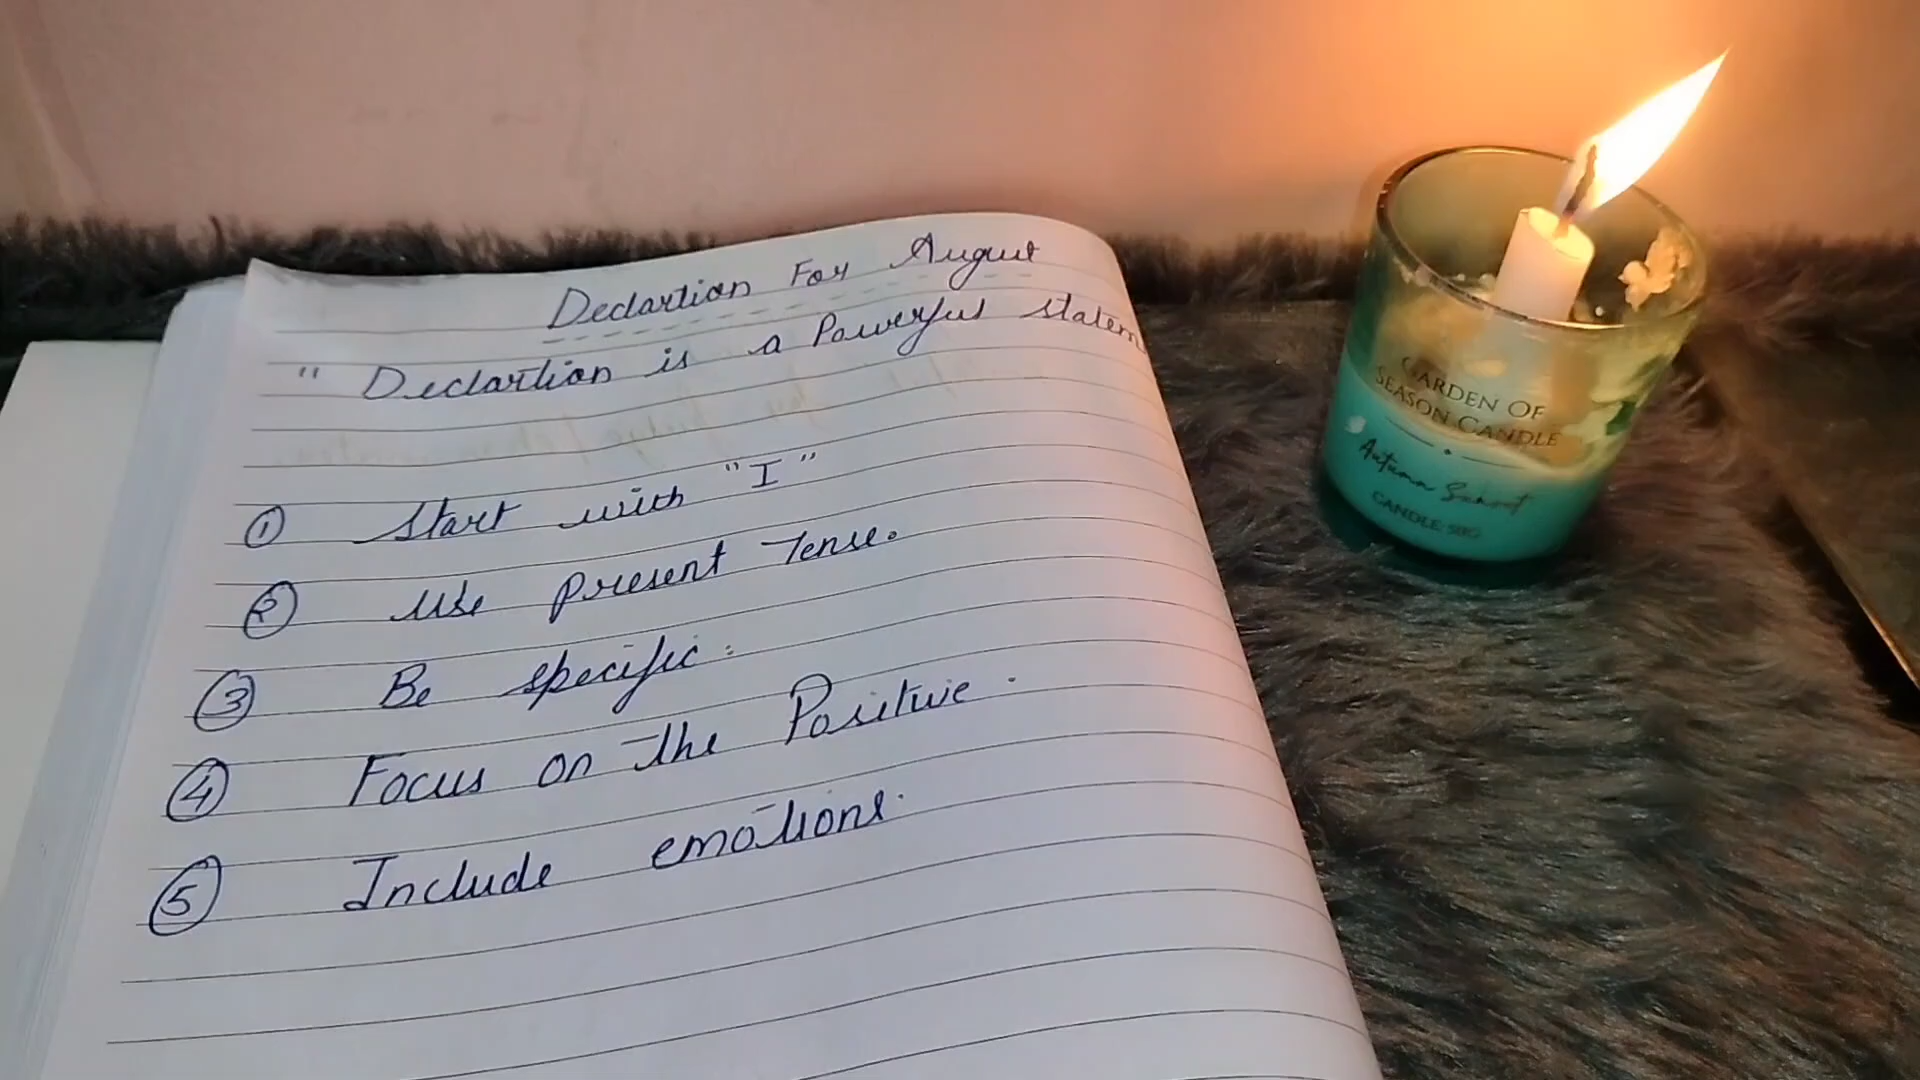 Declartion For August
" Declartion is a Powerful statem
① Start with "I"
② Use Present Tense.
③ Be specific.
④ Focus on the Positive.
⑤ Include emotions.
GARDEN OF
SEASON CANDLE
Autumn Sunset
CANDLE